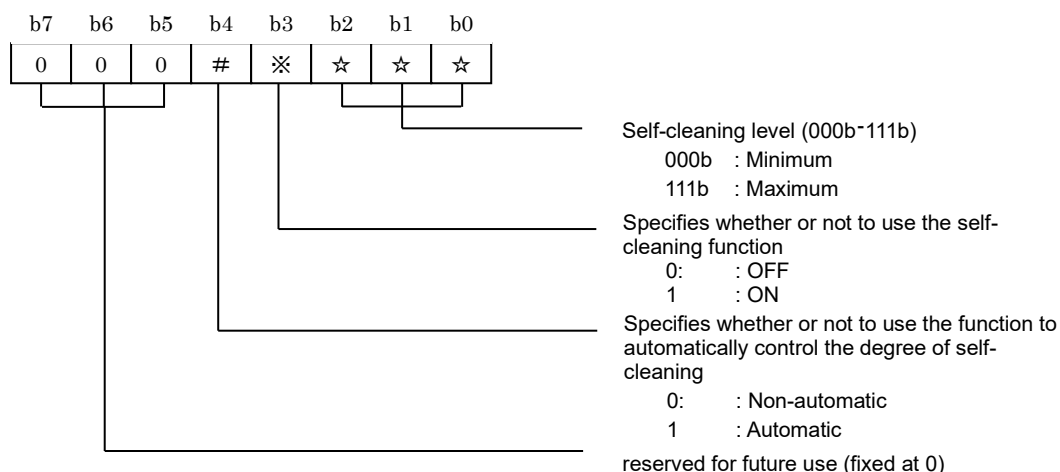 b7 b6 b5 b4 b3 b2 b1 b0
0 0 0 # ※ ☆ ☆ ☆
Self-cleaning level (000b-111b)
000b : Minimum
111b : Maximum
Specifies whether or not to use the self-
cleaning function
0: : OFF
1 : ON
Specifies whether or not to use the function to
automatically control the degree of self-
cleaning
0: : Non-automatic
1 : Automatic
reserved for future use (fixed at 0)